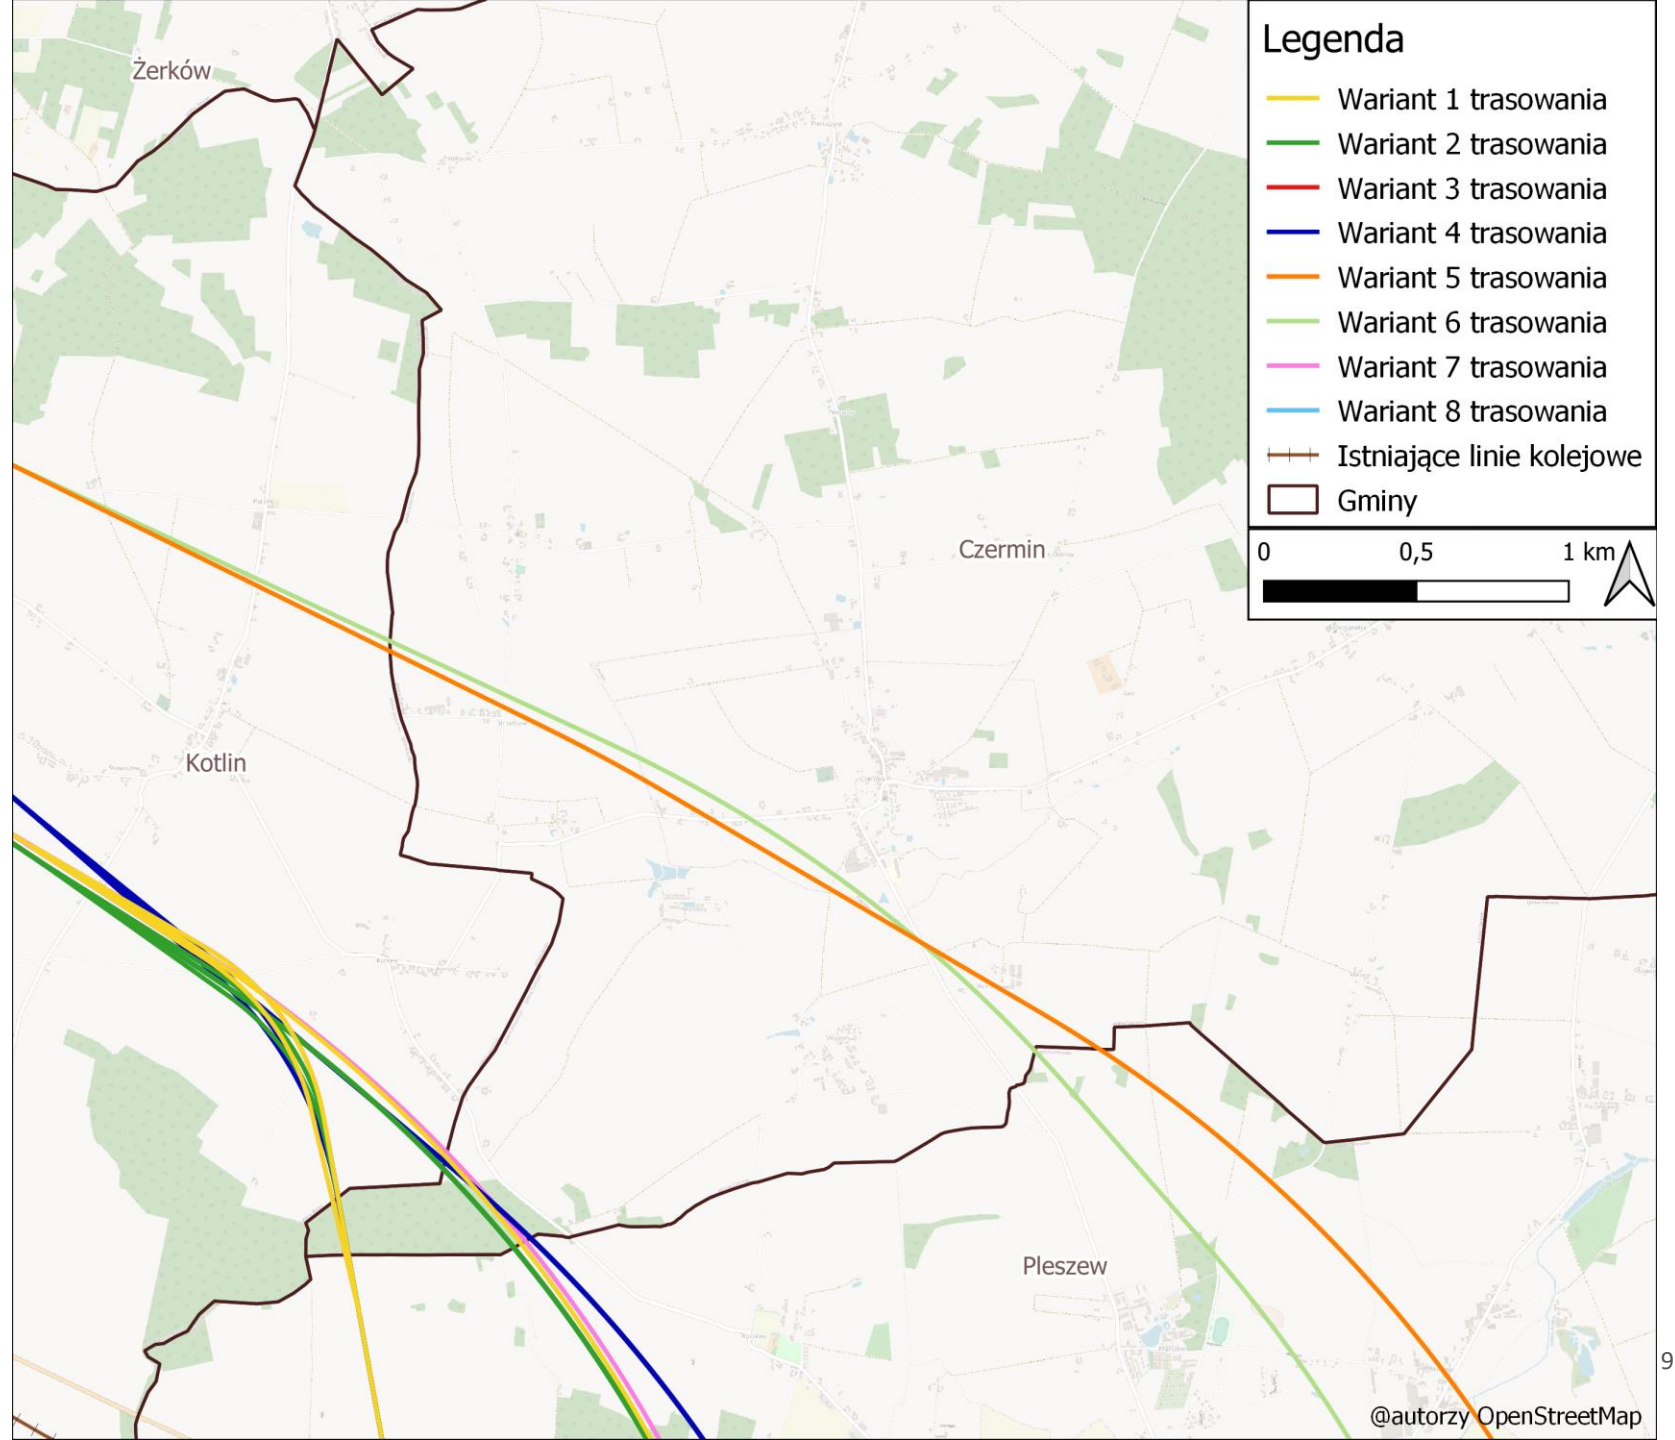 Legenda
Wariant 1 trasowania
Wariant 2 trasowania
Wariant 3 trasowania
Wariant 4 trasowania
Wariant 5 trasowania
Wariant 6 trasowania
Wariant 7 trasowania
Wariant 8 trasowania
Istniejące linie kolejowe
Gminy
0 0,5 1 km
Żerków
Czermin
Kotlin
Pleszew
9
@autorzy OpenStreetMap